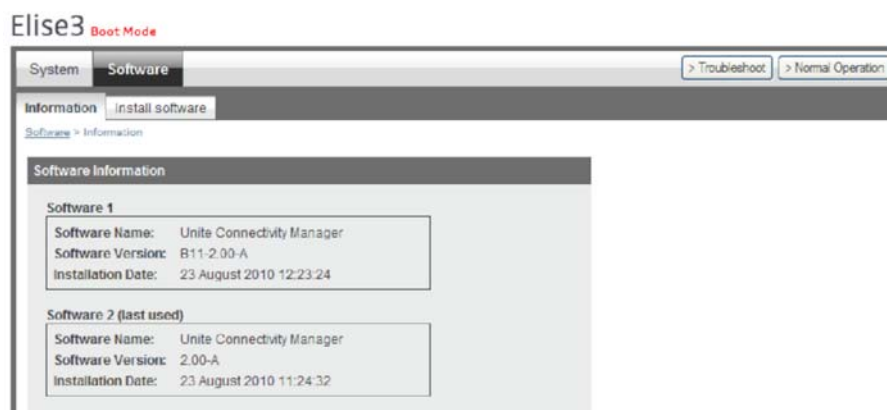 Elise3 Boot Mode
System Software > Troubleshoot > Normal Operation
Information Install software
Software > Information
Software Information
Software 1
Software Name: Unite Connectivity Manager
Software Version: B11-2.00-A
Installation Date: 23 August 2010 12:23:24
Software 2 (last used)
Software Name: Unite Connectivity Manager
Software Version: 2.00-A
Installation Date: 23 August 2010 11:24:32